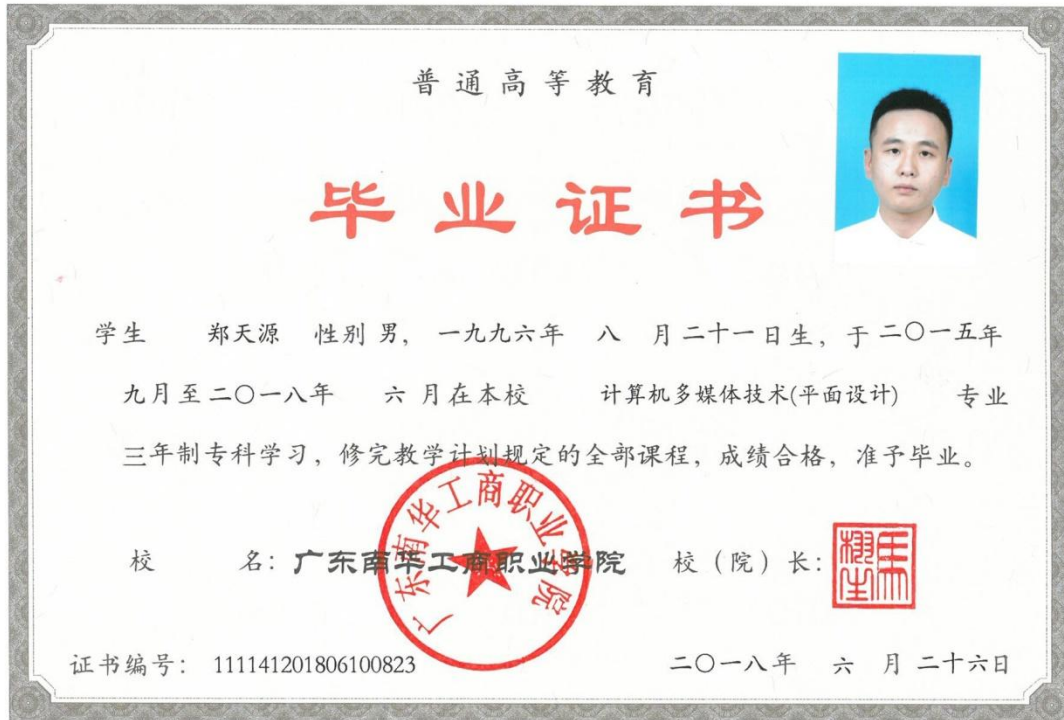 普通高等教育
毕业证书
学生 郑天源 性别 男, 一九九六年 八 月二十一日生, 于二〇一五年
九月至二〇一八年 六 月在本校 计算机多媒体技术(平面设计) 专业
三年制专科学习, 修完教学计划规定的全部课程, 成绩合格, 准予毕业。
校 名: 广东南华工商职业学院 校(院)长:
广东南华工商职业学院
证书编号: 111141201806100823 二〇一八年 六 月 二十六日